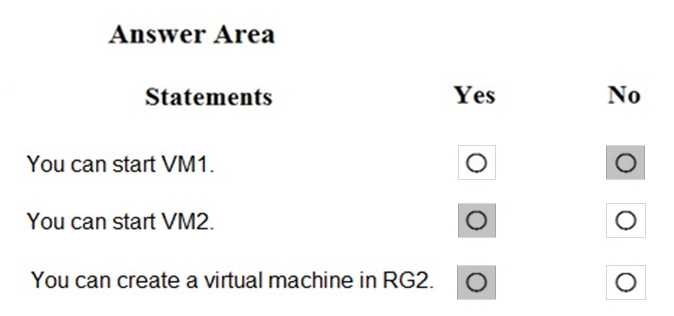 Answer Area
Statements Yes No
You can start VM1.
You can start VM2.
You can create a virtual machine in RG2.